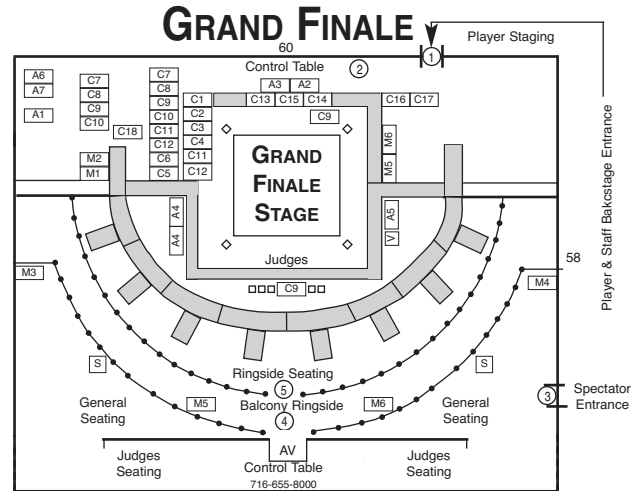 GRAND FINALE
60
1
Player Staging
Control Table
2
A6
A7
A1
C7
C8
C9
C10
C18
M2
M1
C7
C8
C9
C10
C11
C12
C6
C5
C1
C2
C3
C4
C11
C12
A3 A2
C13 C15 C14
C9
C16 C17
M6
M5
GRAND
FINALE
STAGE
A4
A4
A5
V
Judges
C9
Player & Staff Bakcstage Entrance
58
M3
M4
S
S
Ringside Seating
5
Balcony Ringside
4
M5
M6
General
Seating
General
Seating
3
Spectator
Entrance
AV
Control Table
716-655-8000
Judges
Seating
Judges
Seating